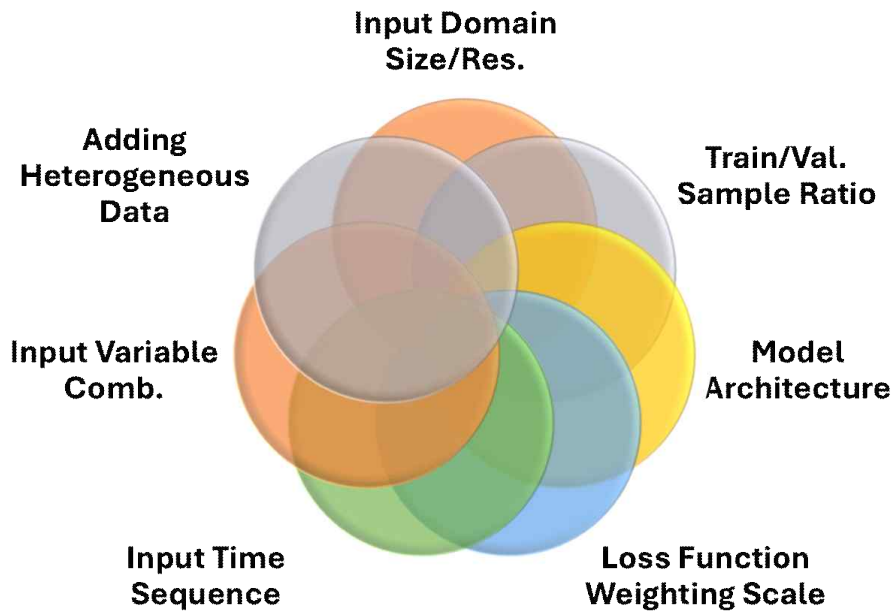 Input Domain
Size/Res.
Adding
Heterogeneous
Data
Train/Val.
Sample Ratio
Input Variable
Comb.
Model
Architecture
Input Time
Sequence
Loss Function
Weighting Scale